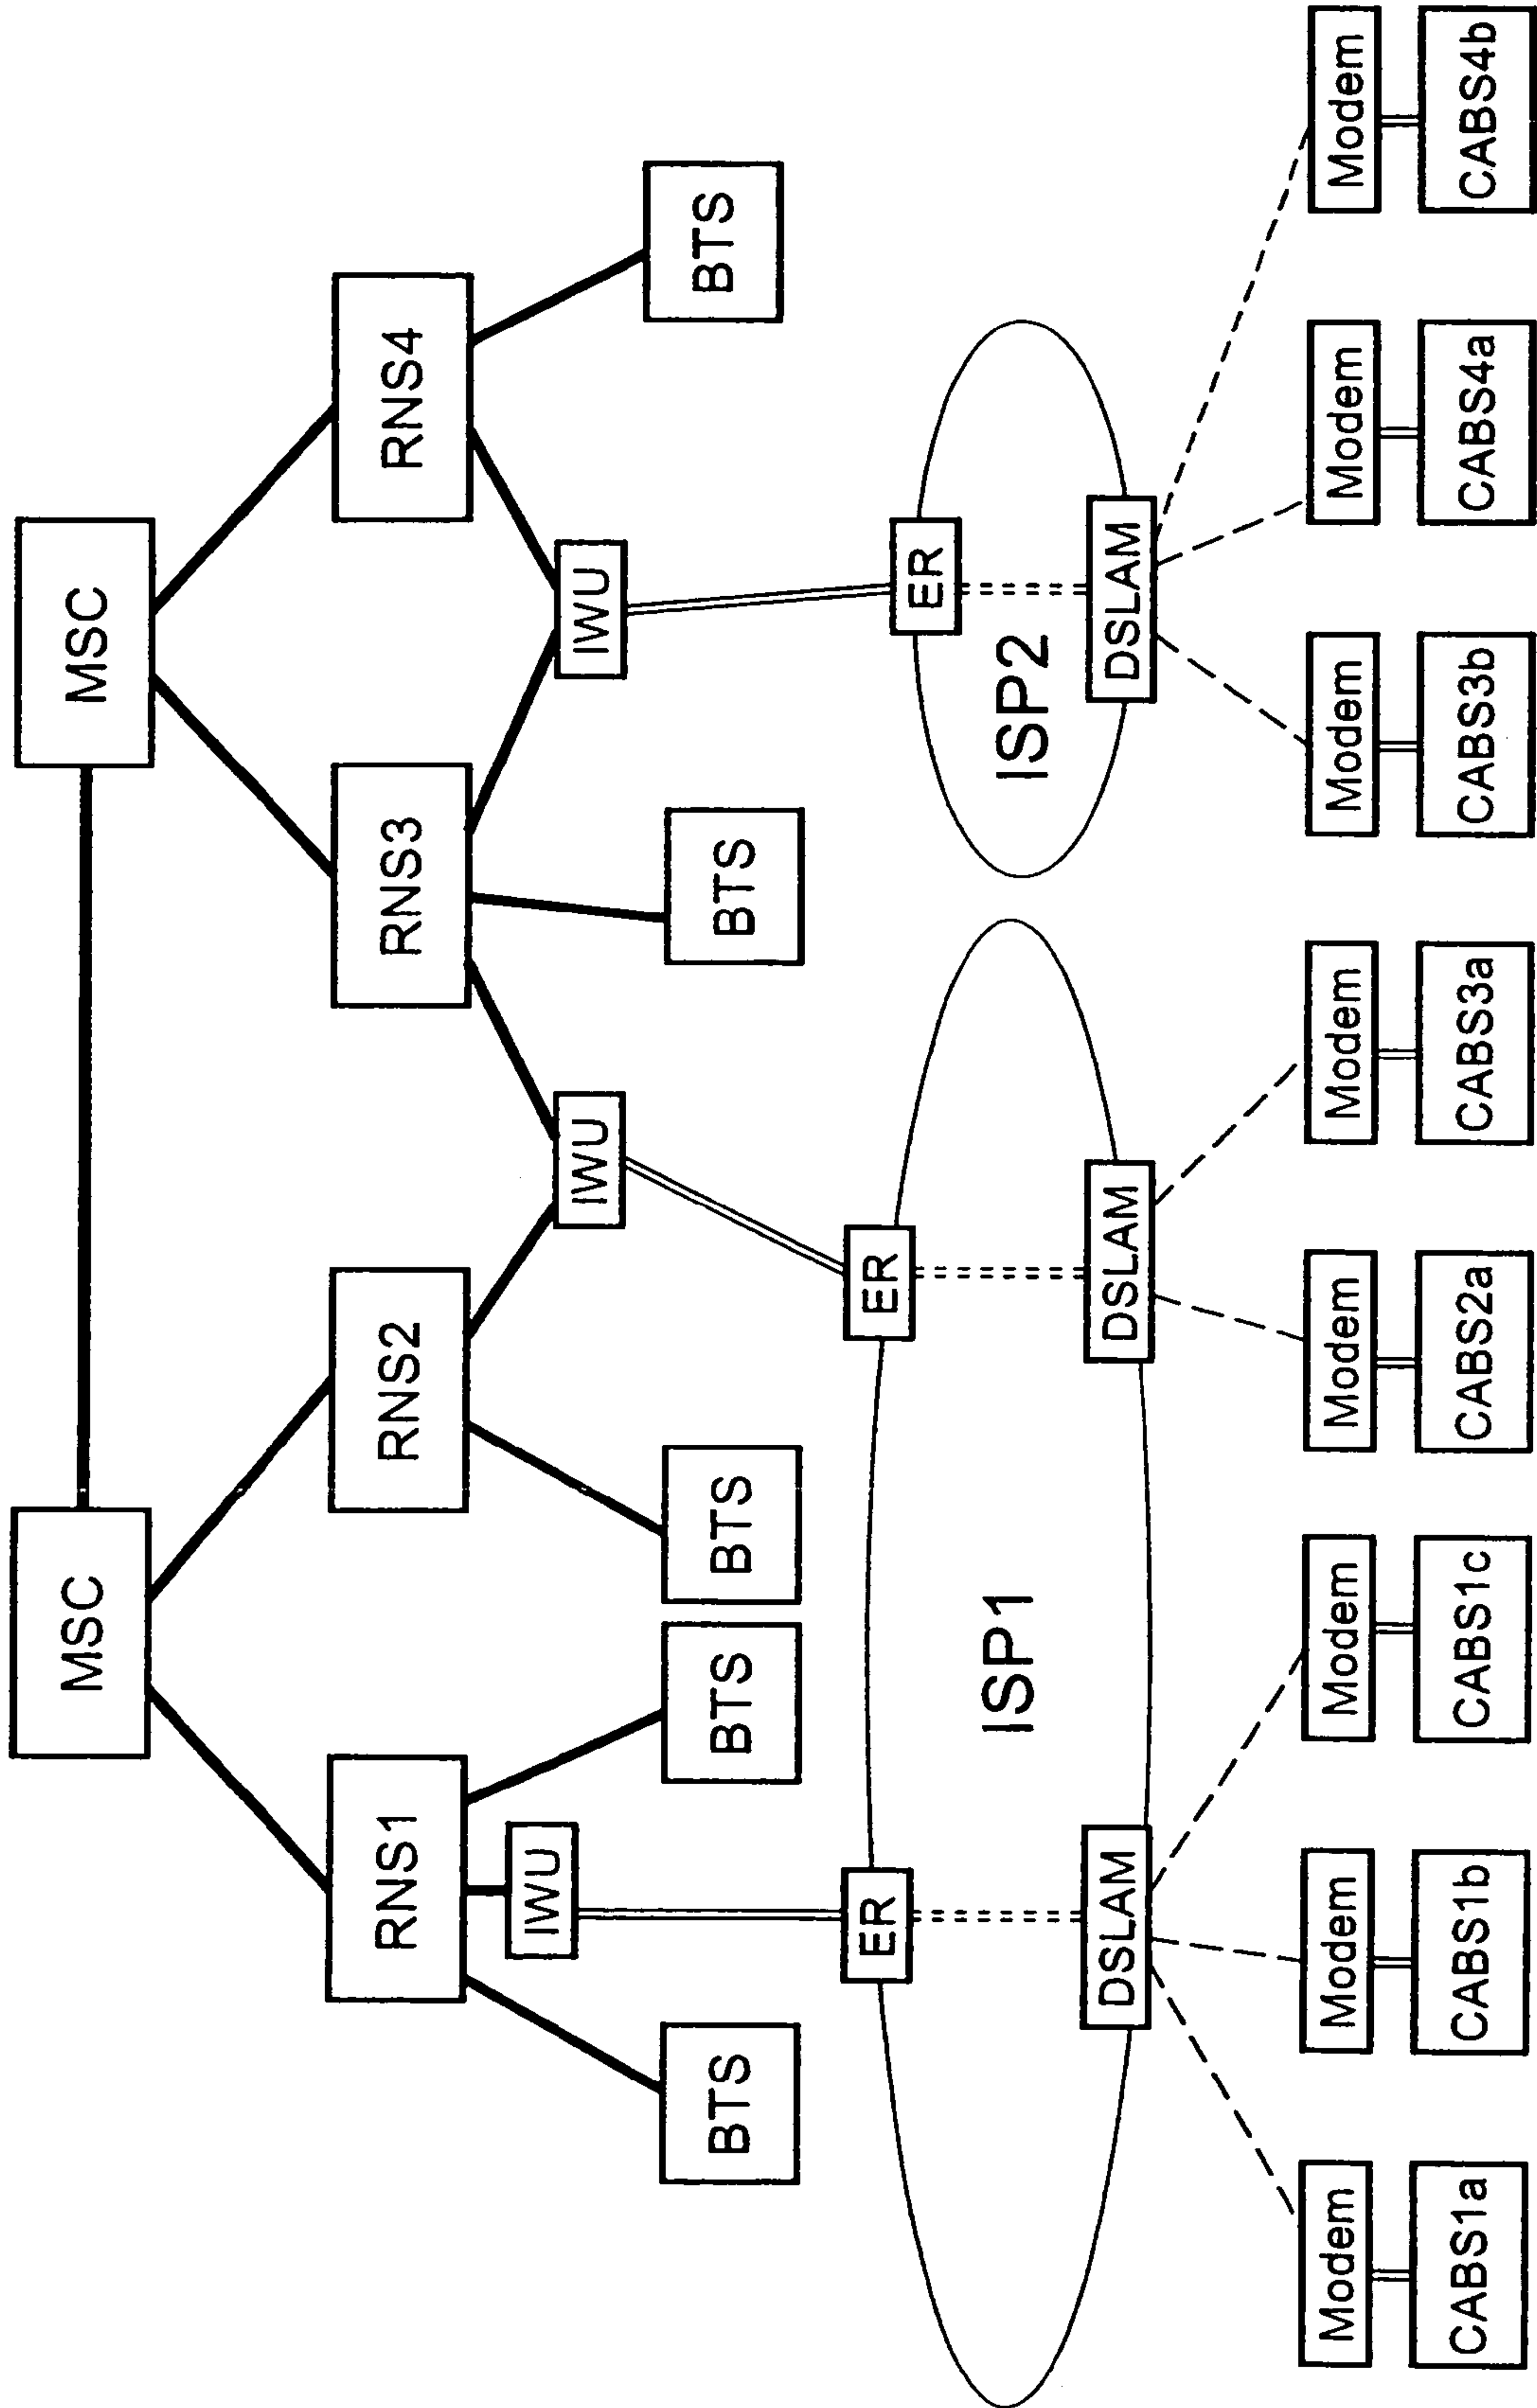 MSC
MSC
RNS1
RNS2
RNS3
RNS4
IWU
IWU
IWU
BTS
BTS
BTS
BTS
BTS
ER
ER
ER
ISP1
ISP2
DSLAM
DSLAM
DSLAM
Modem
Modem
Modem
Modem
Modem
Modem
Modem
Modem
CABS1a
CABS1b
CABS1c
CABS2a
CABS3a
CABS3b
CABS4a
CABS4b